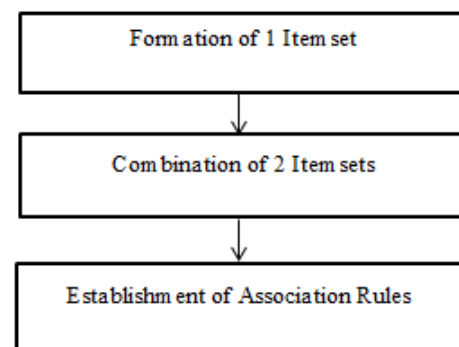 Formation of 1 Item set
Combination of 2 Item sets
Establishment of Association Rules